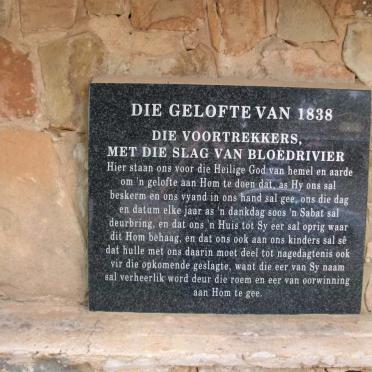 DIE GELOFTE VAN 1838
DIE VOORTREKKERS,
MET DIE SLAG VAN BLOEDRIVIER
Hier staan ons voor die Heilige God van hemel en aarde
om 'n gelofte aan Hom te doen dat, as Hy ons sal
beskerm en ons vyand in ons hand sal gee, ons die dag
en datum elke jaar as 'n dankdag soos 'n Sabat sal
deurbring, en dat ons 'n Huis tot Sy eer sal oprig waar
dit Hom behaag, en dat ons ook aan ons kinders sal sê
dat hulle met ons daarin moet deel tot nagedagtenis ook
vir die opkomende geslagte, want die eer van Sy naam
sal verheerlik word deur die roem en eer van oorwinning
aan Hom te gee.